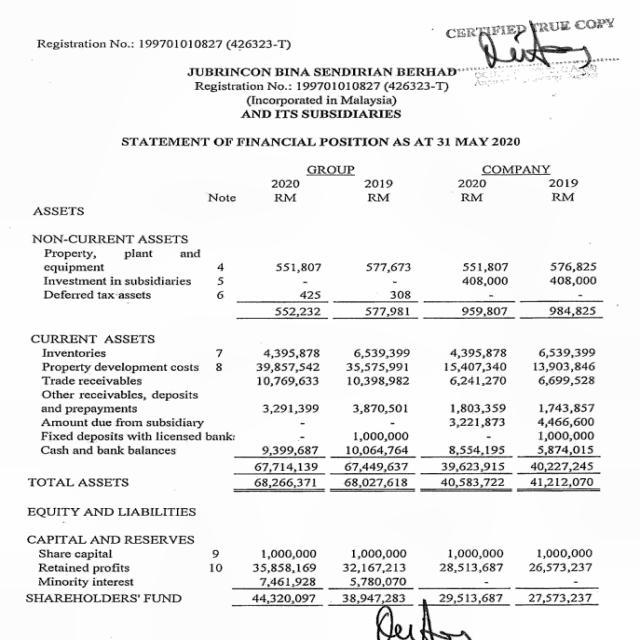 CERTIFIED TRUE COPY
Registration No.: 199701010827 (426323-T)
JUBRINCON BINA SENDIRIAN BERHAD
Registration No.: 199701010827 (426323-T)
(Incorporated in Malaysia)
AND ITS SUBSIDIARIES
STATEMENT OF FINANCIAL POSITION AS AT 31 MAY 2020
GROUP COMPANY
2020 2019 2020 2019
Note RM RM RM RM
ASSETS
NON-CURRENT ASSETS
Property, plant and
equipment 4 551,807 577,673 551,807 576,825
Investment in subsidiaries 5 - - 408,000 408,000
Deferred tax assets 6 425 308 - -
552,232 577,981 959,807 984,825
CURRENT ASSETS
Inventories 7 4,395,878 6,539,399 4,395,878 6,539,399
Property development costs 8 39,857,542 35,575,991 15,407,340 13,903,846
Trade receivables 10,769,633 10,398,982 6,241,270 6,699,528
Other receivables, deposits
and prepayments 3,291,399 3,870,501 1,803,359 1,743,857
Amount due from subsidiary - - 3,221,873 4,466,600
Fixed deposits with licensed banks - 1,000,000 - 1,000,000
Cash and bank balances 9,399,687 10,064,764 8,554,195 5,874,015
67,714,139 67,449,637 39,623,915 40,227,245
TOTAL ASSETS 68,266,371 68,027,618 40,583,722 41,212,070
EQUITY AND LIABILITIES
CAPITAL AND RESERVES
Share capital 9 1,000,000 1,000,000 1,000,000 1,000,000
Retained profits 10 35,858,169 32,167,213 28,513,687 26,573,237
Minority interest 7,461,928 5,780,070 - -
SHAREHOLDERS' FUND 44,320,097 38,947,283 29,513,687 27,573,237